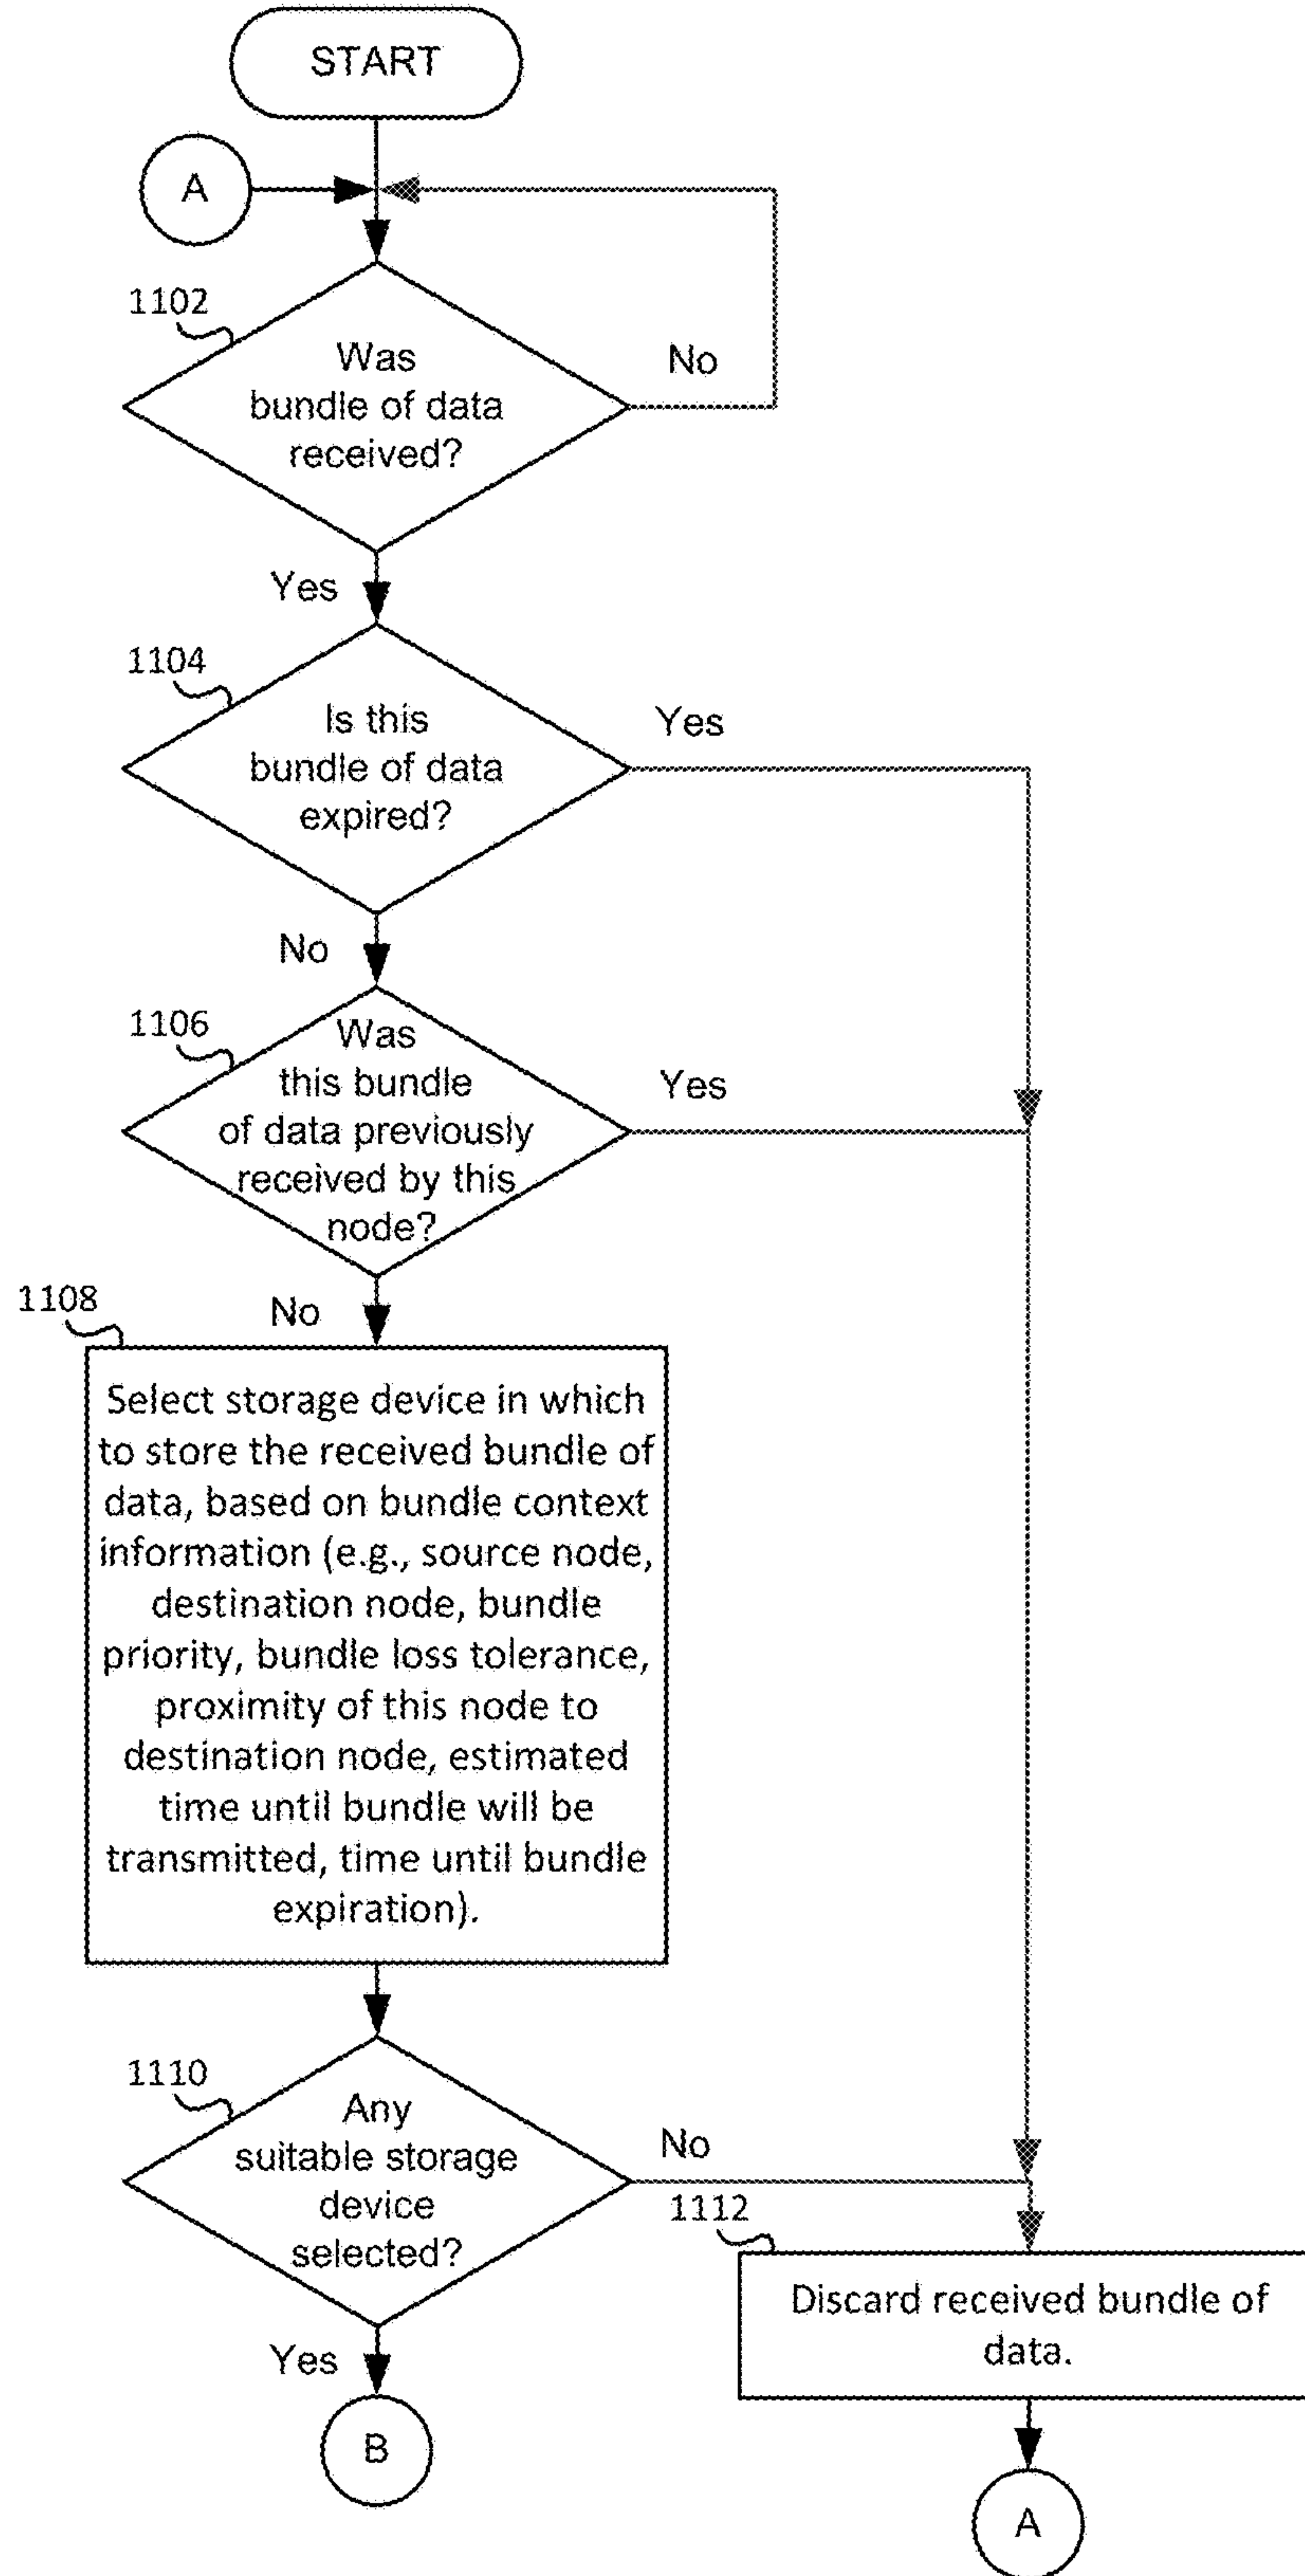 START
A
1102
Was
bundle of data
received?
No
Yes
1104
Is this
bundle of data
expired?
Yes
No
1106
Was
this bundle
of data previously
received by this
node?
Yes
No
1108
Select storage device in which
to store the received bundle of
data, based on bundle context
information (e.g., source node,
destination node, bundle
priority, bundle loss tolerance,
proximity of this node to
destination node, estimated
time until bundle will be
transmitted, time until bundle
expiration).
1110
Any
suitable storage
device
selected?
No
Yes
1112
Discard received bundle of
data.
B
A